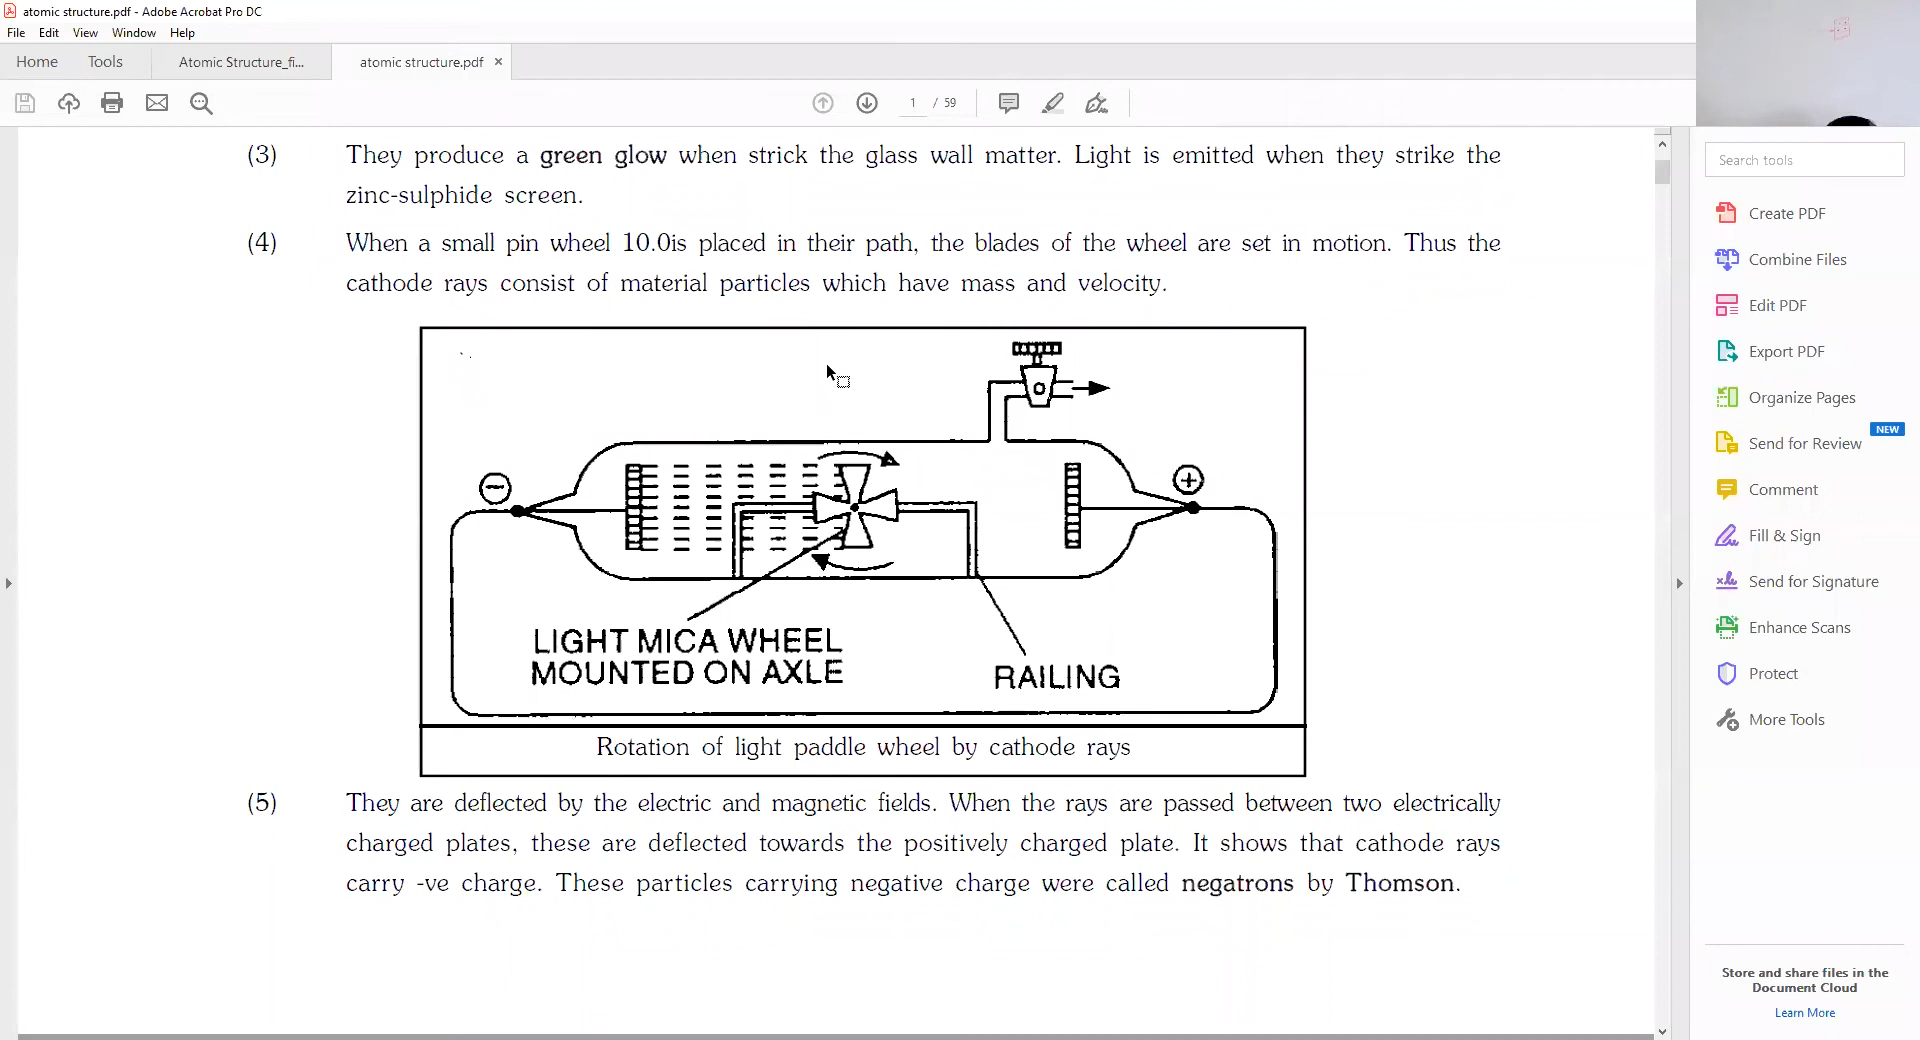 atomic structure.pdf - Adobe Acrobat Pro DC
File Edit View Window Help
Home Tools Atomic Structure_fi... atomic structure.pdf ×
1 / 59
(3) They produce a green glow when strick the glass wall matter. Light is emitted when they strike the
zinc-sulphide screen.
(4) When a small pin wheel 10.0is placed in their path, the blades of the wheel are set in motion. Thus the
cathode rays consist of material particles which have mass and velocity.
LIGHT MICA WHEEL
MOUNTED ON AXLE
RAILING
Rotation of light paddle wheel by cathode rays
(5) They are deflected by the electric and magnetic fields. When the rays are passed between two electrically
charged plates, these are deflected towards the positively charged plate. It shows that cathode rays
carry -ve charge. These particles carrying negative charge were called negatrons by Thomson.
Search tools
Create PDF
Combine Files
Edit PDF
Export PDF
Organize Pages
Send for Review NEW
Comment
Fill & Sign
Send for Signature
Enhance Scans
Protect
More Tools
Store and share files in the
Document Cloud
Learn More